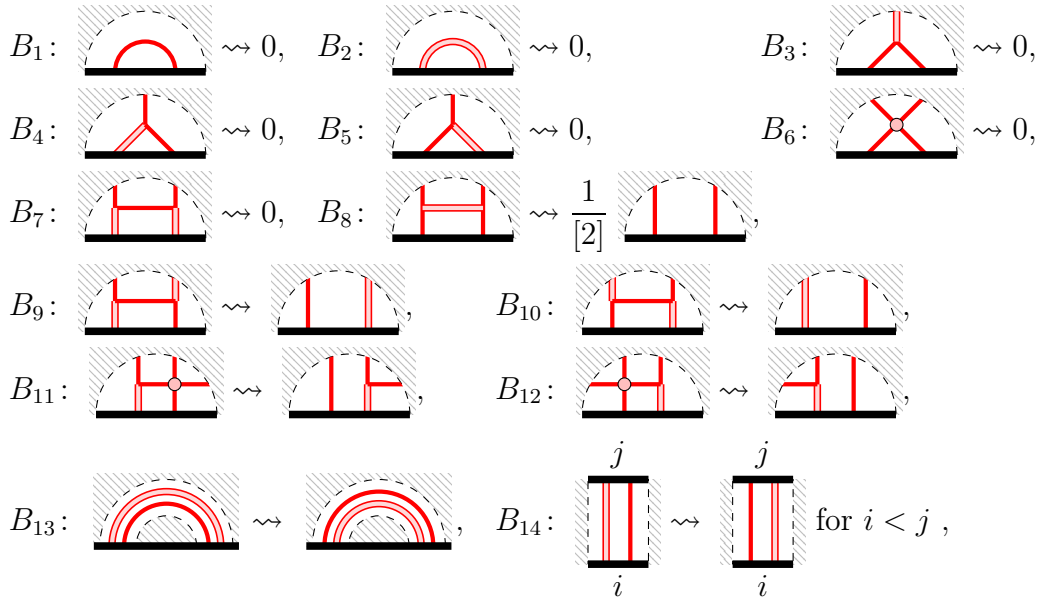 B₁: ⇝ 0, B₂: ⇝ 0, B₃: ⇝ 0,
B₄: ⇝ 0, B₅: ⇝ 0, B₆: ⇝ 0,
B₇: ⇝ 0, B₈: ⇝ 1/[2] ,
B₉: ⇝ , B₁₀: ⇝ ,
B₁₁: ⇝ , B₁₂: ⇝ ,
j j
B₁₃: ⇝ , B₁₄: ⇝ for i < j ,
i i